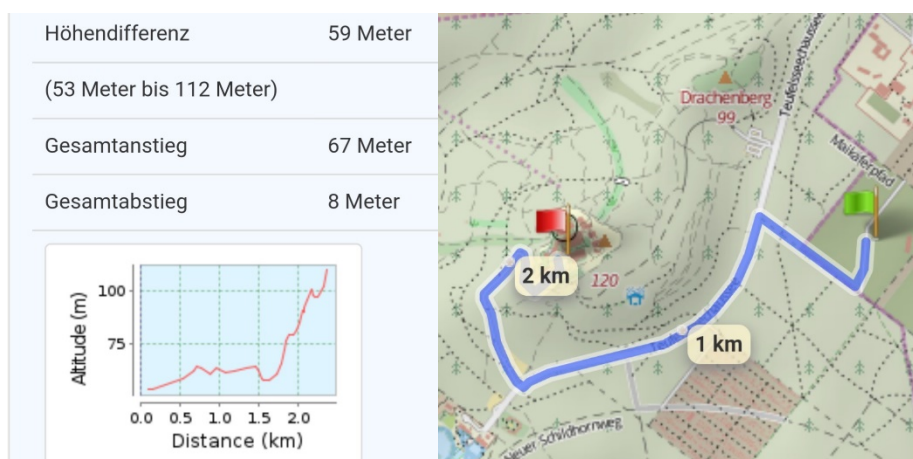 Höhendifferenz 59 Meter
(53 Meter bis 112 Meter)
Gesamtanstieg 67 Meter
Gesamtabstieg 8 Meter
Altitude (m)
100
75
0.0 0.5 1.0 1.5 2.0
Distance (km)
Drachenberg
99
Teufelsseechaussee
Maikäferpfad
2 km
120
1 km
Neuer Schildhornweg